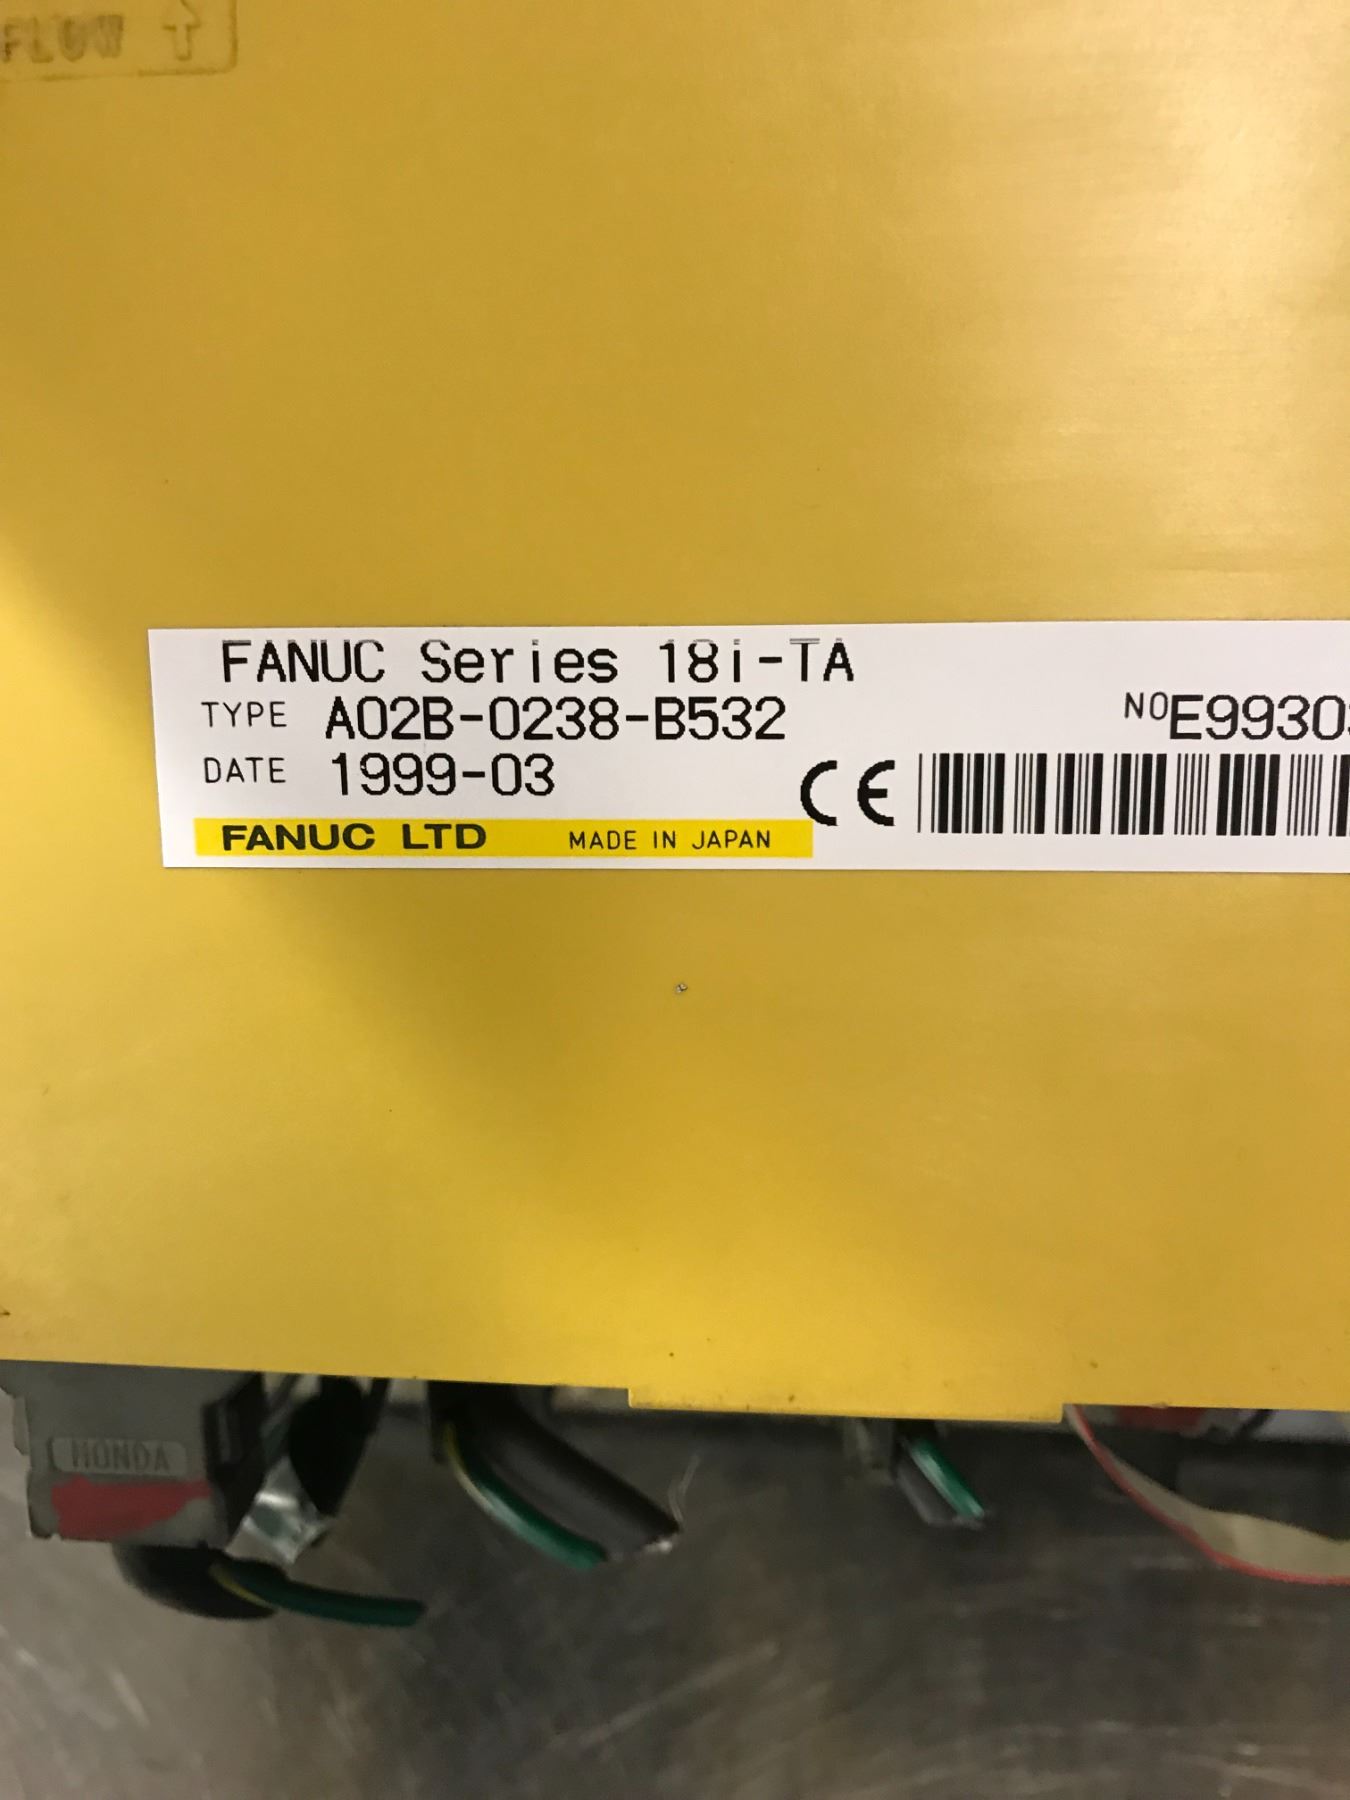 FLOW ↑
FANUC Series 18i-TA
TYPE A02B-0238-B532 NO E9930
DATE 1999-03 CE
FANUC LTD MADE IN JAPAN
HONDA